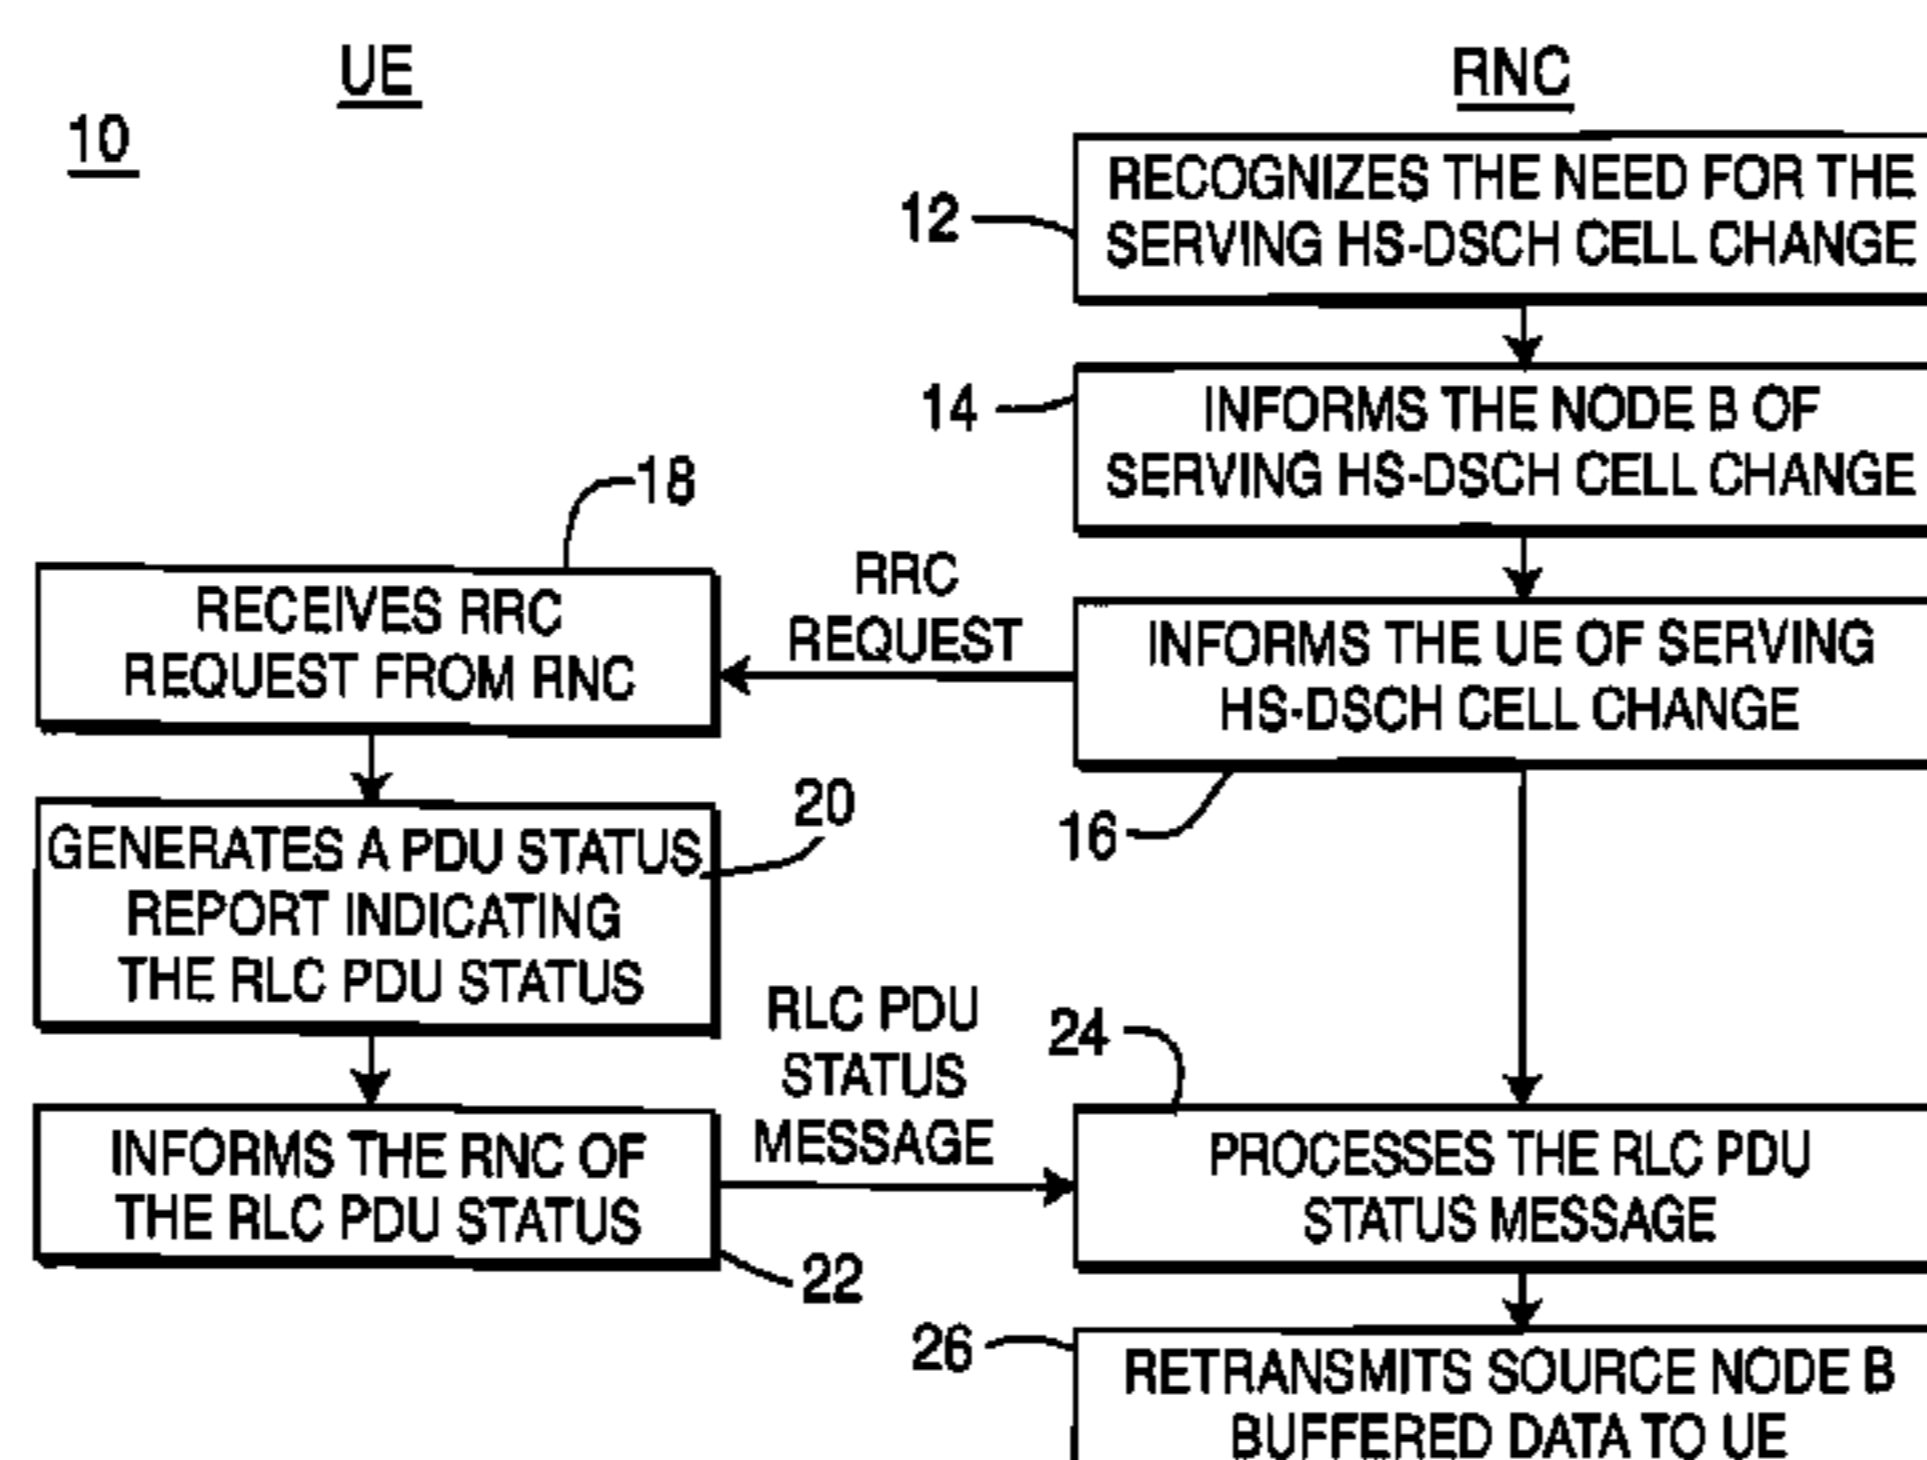 UE
RNC
10
12
RECOGNIZES THE NEED FOR THE
SERVING HS-DSCH CELL CHANGE
14
INFORMS THE NODE B OF
SERVING HS-DSCH CELL CHANGE
18
RECEIVES RRC
REQUEST FROM RNC
RRC
REQUEST
INFORMS THE UE OF SERVING
HS-DSCH CELL CHANGE
16
20
GENERATES A PDU STATUS
REPORT INDICATING
THE RLC PDU STATUS
RLC PDU
STATUS
MESSAGE
24
INFORMS THE RNC OF
THE RLC PDU STATUS
22
PROCESSES THE RLC PDU
STATUS MESSAGE
26
RETRANSMITS SOURCE NODE B
BUFFERED DATA TO UE